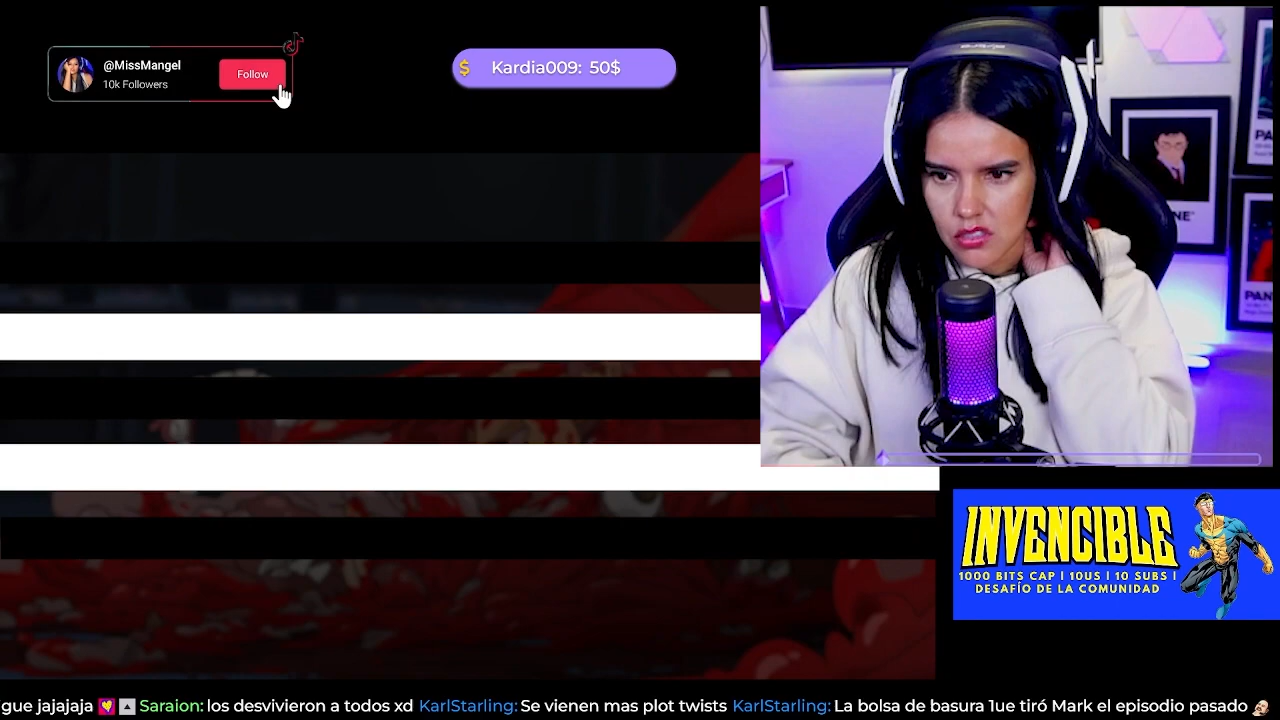 @MissMangel
10k Followers
Follow
$ Kardia009: 50$
INVENCIBLE
1000 BITS CAP | 10US | 10 SUBS |
DESAFÍO DE LA COMUNIDAD
gue jajajaja Saraion: los desvivieron a todos xd KarlStarling: Se vienen mas plot twists KarlStarling: La bolsa de basura 1ue tiró Mark el episodio pasado